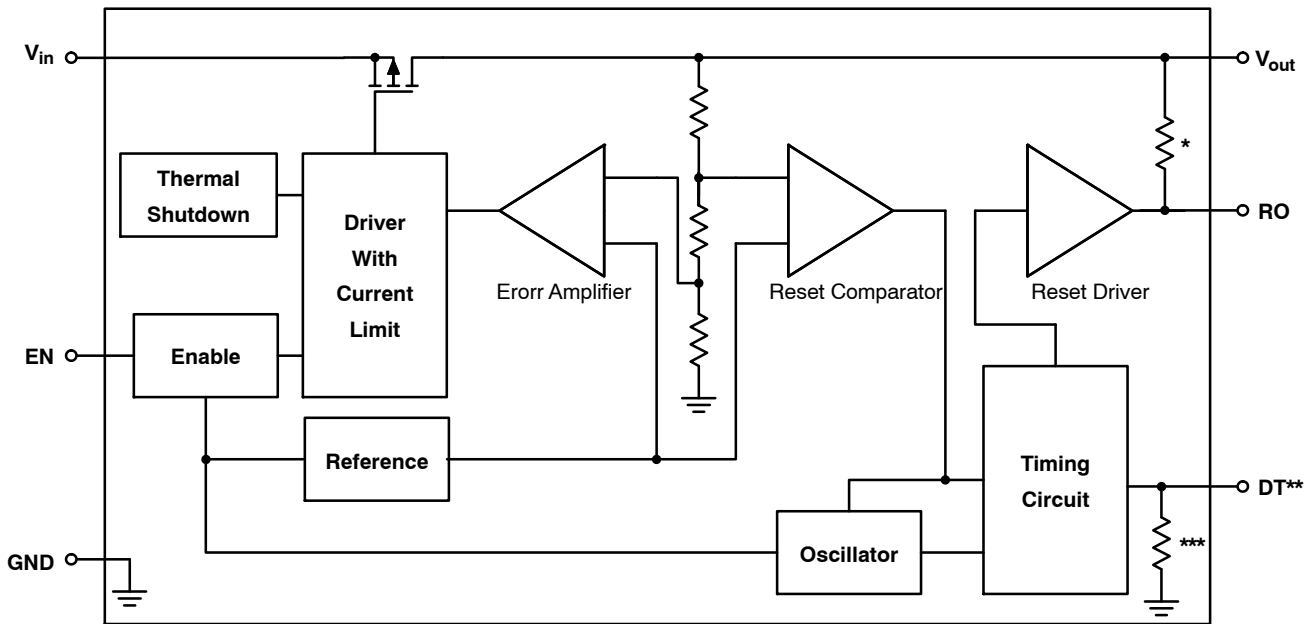 Vin
Vout
*
Thermal
Shutdown
Driver
With
Current
Limit
RO
Erorr Amplifier
Reset Comparator
Reset Driver
EN
Enable
Reference
Timing
Circuit
DT**
***
Oscillator
GND